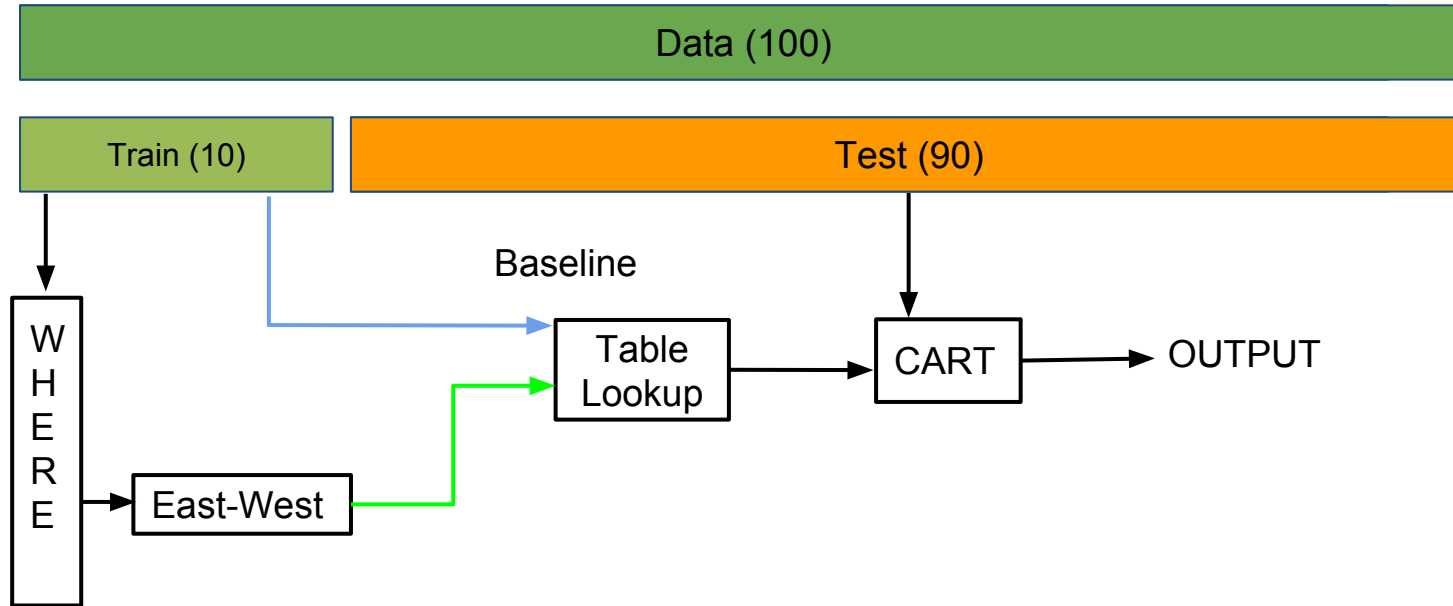 Data (100)
Train (10)
Test (90)
Baseline
W
H
E
R
E
Table
Lookup
CART
OUTPUT
East-West